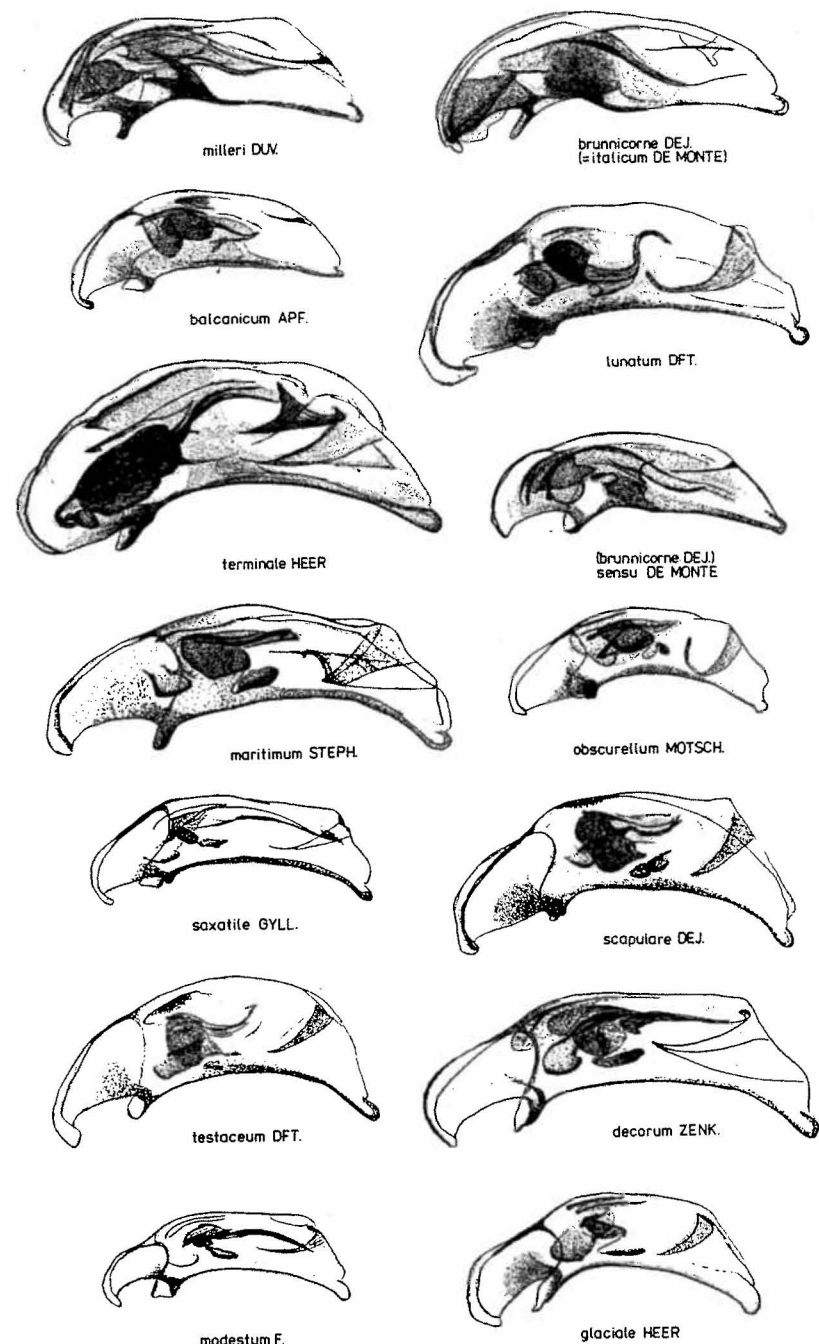 milleri DUV.
brunnicorne DEJ.
(=italicum DE MONTE)
balcanicum APF.
lunatum DFT.
terminale HEER
(brunnicorne DEJ.)
sensu DE MONTE
maritimum STEPH.
obscurellum MOTSCH.
saxatile GYLL.
scapulare DEJ.
testaceum DFT.
decorum ZENK.
modestum F.
glaciale HEER